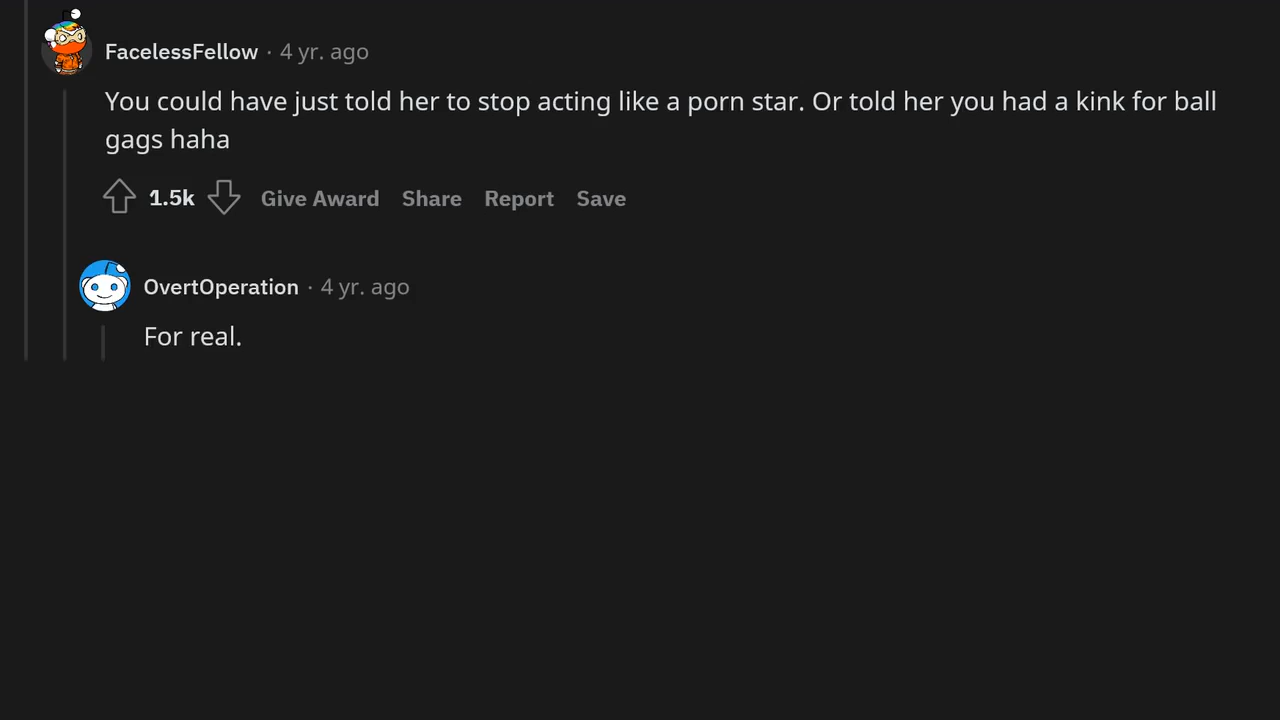 FacelessFellow · 4 yr. ago
You could have just told her to stop acting like a porn star. Or told her you had a kink for ball
gags haha
1.5k Give Award Share Report Save
OvertOperation · 4 yr. ago
For real.